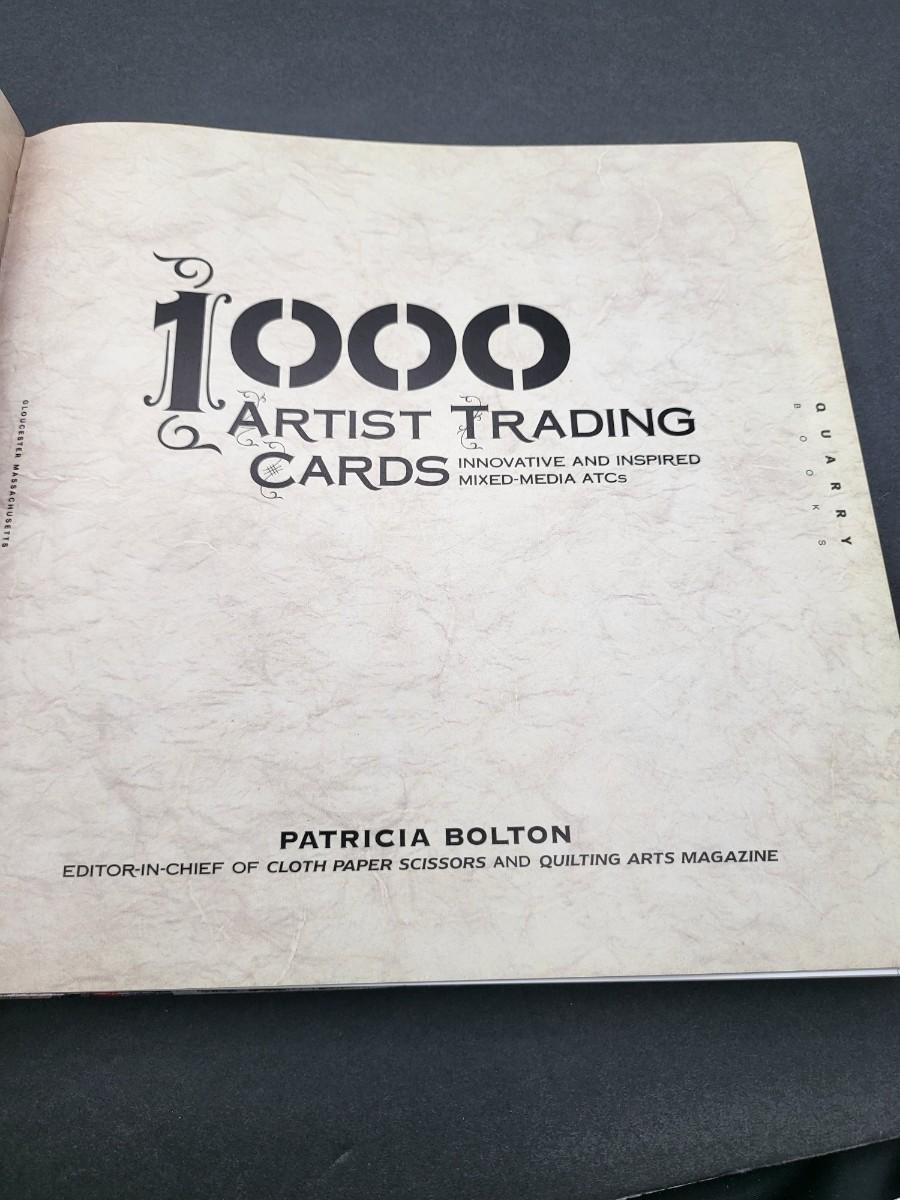 1000
ARTIST TRADING
CARDS INNOVATIVE AND INSPIRED
MIXED-MEDIA ATCs
GLOUCESTER MASSACHUSETTS
QUARRY
BOOKS
PATRICIA BOLTON
EDITOR-IN-CHIEF OF CLOTH PAPER SCISSORS AND QUILTING ARTS MAGAZINE